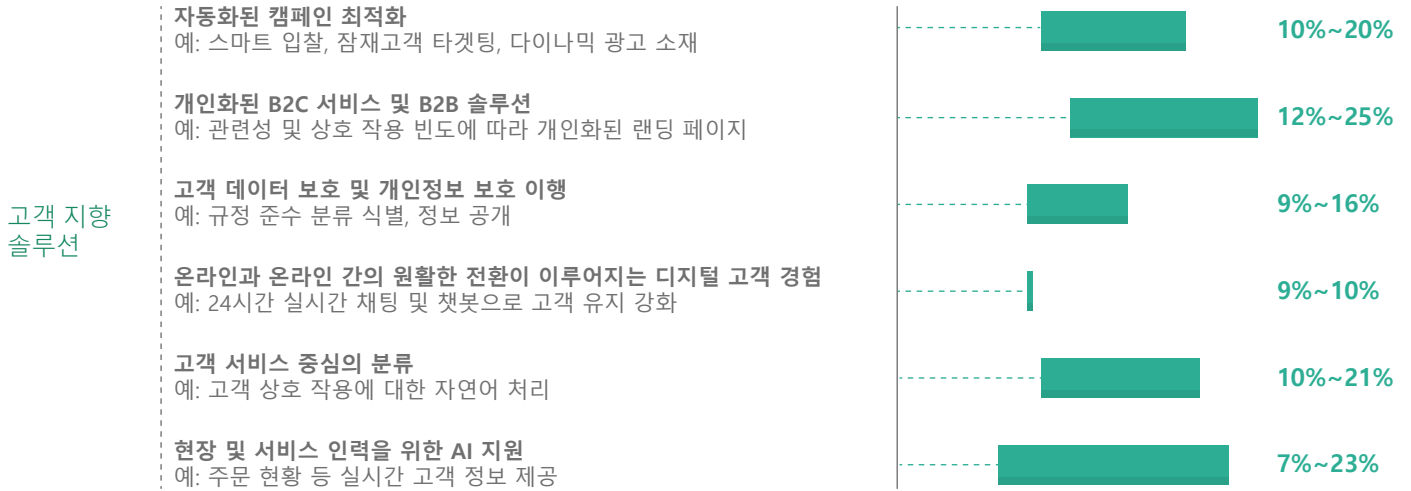 고객 지향
솔루션
자동화된 캠페인 최적화
예: 스마트 입찰, 잠재고객 타겟팅, 다이나믹 광고 소재
10%~20%
개인화된 B2C 서비스 및 B2B 솔루션
예: 관련성 및 상호 작용 빈도에 따라 개인화된 랜딩 페이지
12%~25%
고객 데이터 보호 및 개인정보 보호 이행
예: 규정 준수 분류 식별, 정보 공개
9%~16%
온라인과 온라인 간의 원활한 전환이 이루어지는 디지털 고객 경험
예: 24시간 실시간 채팅 및 챗봇으로 고객 유지 강화
9%~10%
고객 서비스 중심의 분류
예: 고객 상호 작용에 대한 자연어 처리
10%~21%
현장 및 서비스 인력을 위한 AI 지원
예: 주문 현황 등 실시간 고객 정보 제공
7%~23%